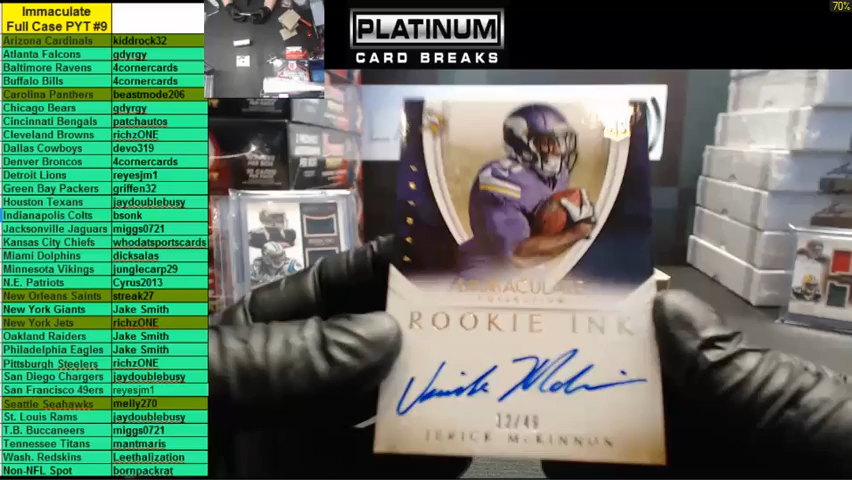 Immaculate
Full Case PYT #9
Arizona Cardinals kiddrock32
Atlanta Falcons gdyrgy
Baltimore Ravens 4cornercards
Buffalo Bills 4cornercards
Carolina Panthers beastmode206
Chicago Bears gdyrgy
Cincinnati Bengals patchautos
Cleveland Browns richzONE
Dallas Cowboys devo319
Denver Broncos 4cornercards
Detroit Lions reyesjm1
Green Bay Packers griffen32
Houston Texans jaydoublebusy
Indianapolis Colts bsonk
Jacksonville Jaguars miggs0721
Kansas City Chiefs whodatsportscards
Miami Dolphins dicksalas
Minnesota Vikings junglecarp29
N.E. Patriots Cyrus2013
New Orleans Saints streak27
New York Giants Jake Smith
New York Jets richzONE
Oakland Raiders Jake Smith
Philadelphia Eagles Jake Smith
Pittsburgh Steelers richzONE
San Diego Chargers jaydoublebusy
San Francisco 49ers reyesjm1
Seattle Seahawks melly270
St. Louis Rams jaydoublebusy
T.B. Buccaneers miggs0721
Tennessee Titans mantmaris
Wash. Redskins Leethalization
Non-NFL Spot bornpackrat
PLATINUM
CARD BREAKS
70%
IMMACULATE
COLLECTION
ROOKIE INK
JERICK McKINNON